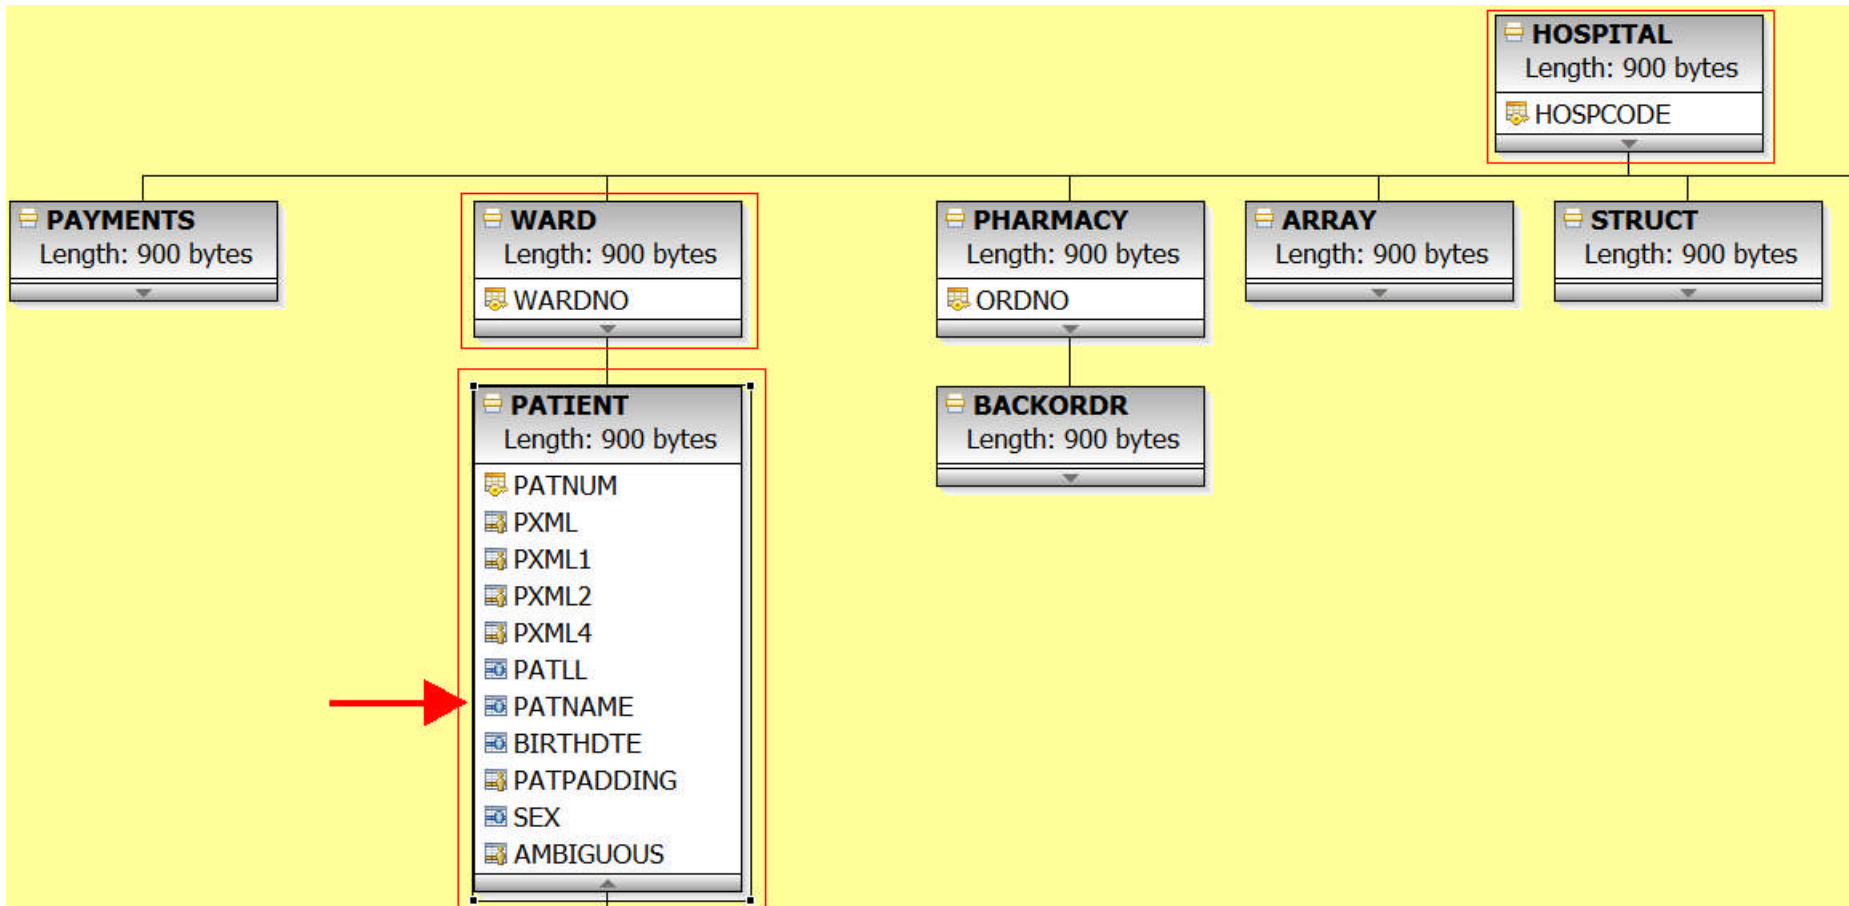 HOSPITAL
Length: 900 bytes
HOSPCODE
PAYMENTS
Length: 900 bytes
WARD
Length: 900 bytes
WARDNO
PHARMACY
Length: 900 bytes
ORDNO
ARRAY
Length: 900 bytes
STRUCT
Length: 900 bytes
PATIENT
Length: 900 bytes
PATNUM
PXML
PXML1
PXML2
PXML4
PATLL
PATNAME
BIRTHDTE
PATPADDING
SEX
AMBIGUOUS
BACKORDR
Length: 900 bytes